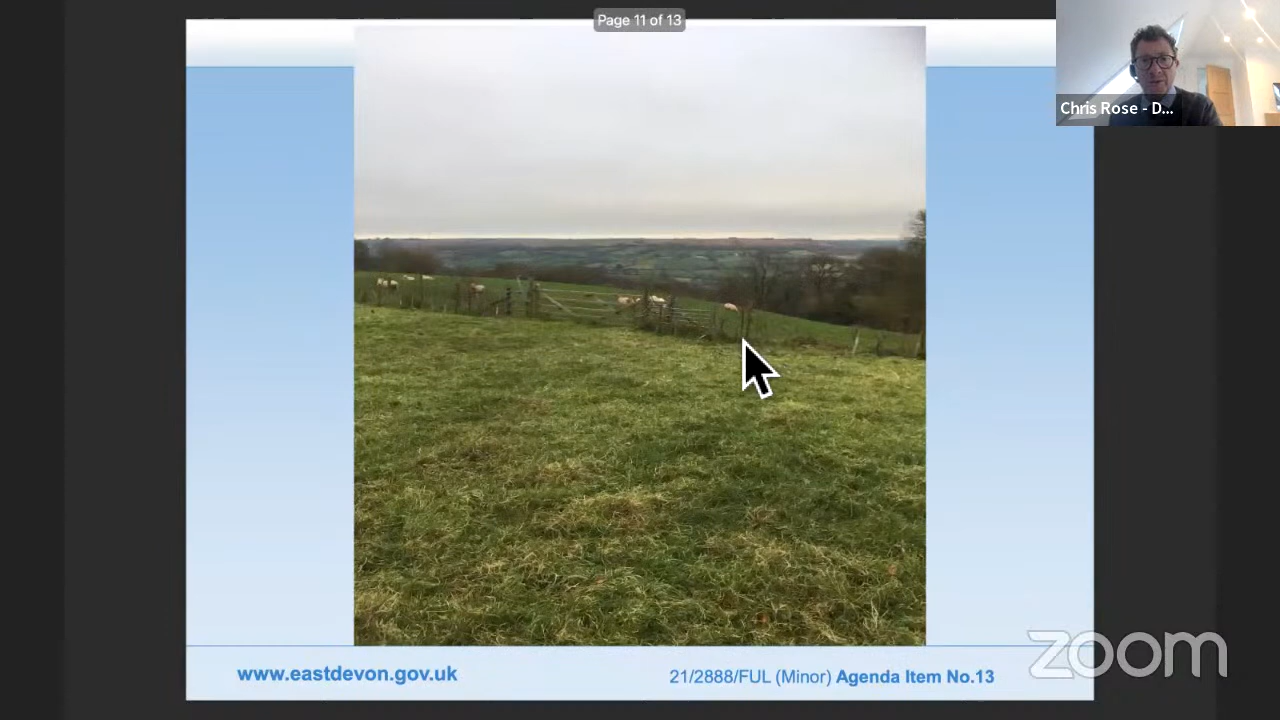 Page 11 of 13
Chris Rose - D...
www.eastdevon.gov.uk
21/2888/FUL (Minor) Agenda Item No.13
zoom